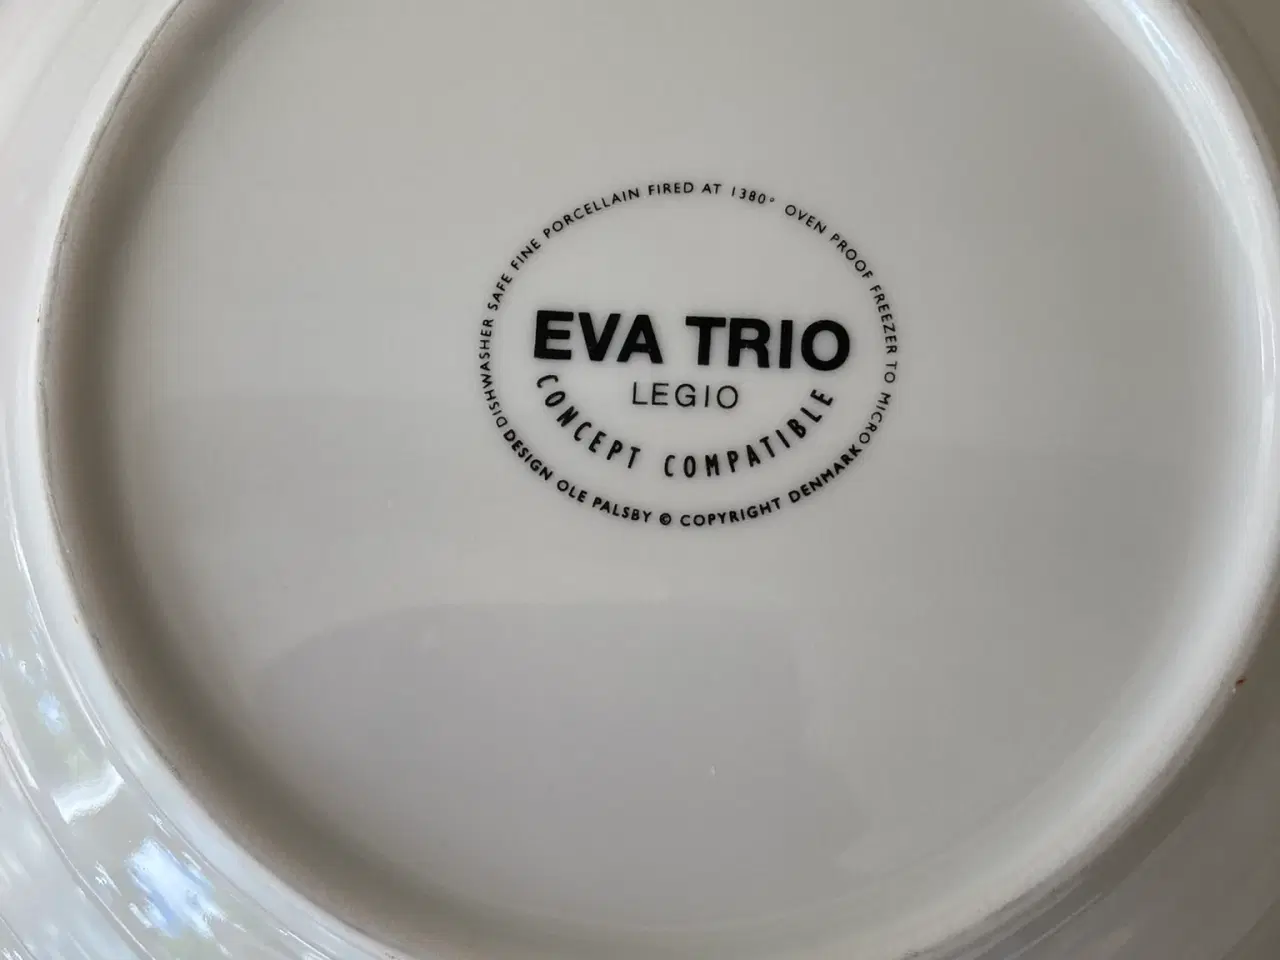 DISHWASHER SAFE FINE PORCELLAIN FIRED AT 1380° OVEN PROOF FREEZER TO MICRO
EVA TRIO
LEGIO
CONCEPT COMPATIBLE
DESIGN OLE PALSBY © COPYRIGHT DENMARK